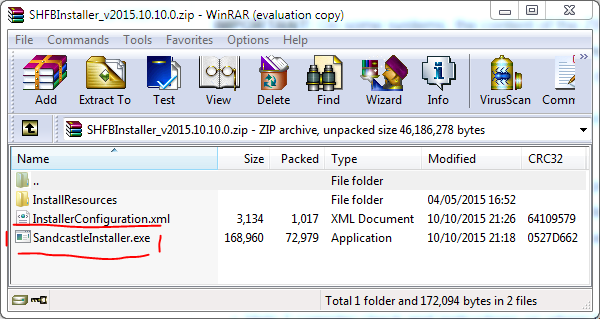 SHFBInstaller_v2015.10.10.0.zip - WinRAR (evaluation copy)
File Commands Tools Favorites Options Help
Add Extract To Test View Delete Find Wizard Info VirusScan Comm
SHFBInstaller_v2015.10.10.0.zip - ZIP archive, unpacked size 46,186,278 bytes
Name Size Packed Type Modified CRC32
.. File folder
InstallResources File folder 04/05/2015 16:52
InstallerConfiguration.xml 3,134 1,017 XML Document 10/10/2015 21:26 64109579
SandcastleInstaller.exe 168,960 72,979 Application 10/10/2015 21:18 0527D662
Total 1 folder and 172,094 bytes in 2 files